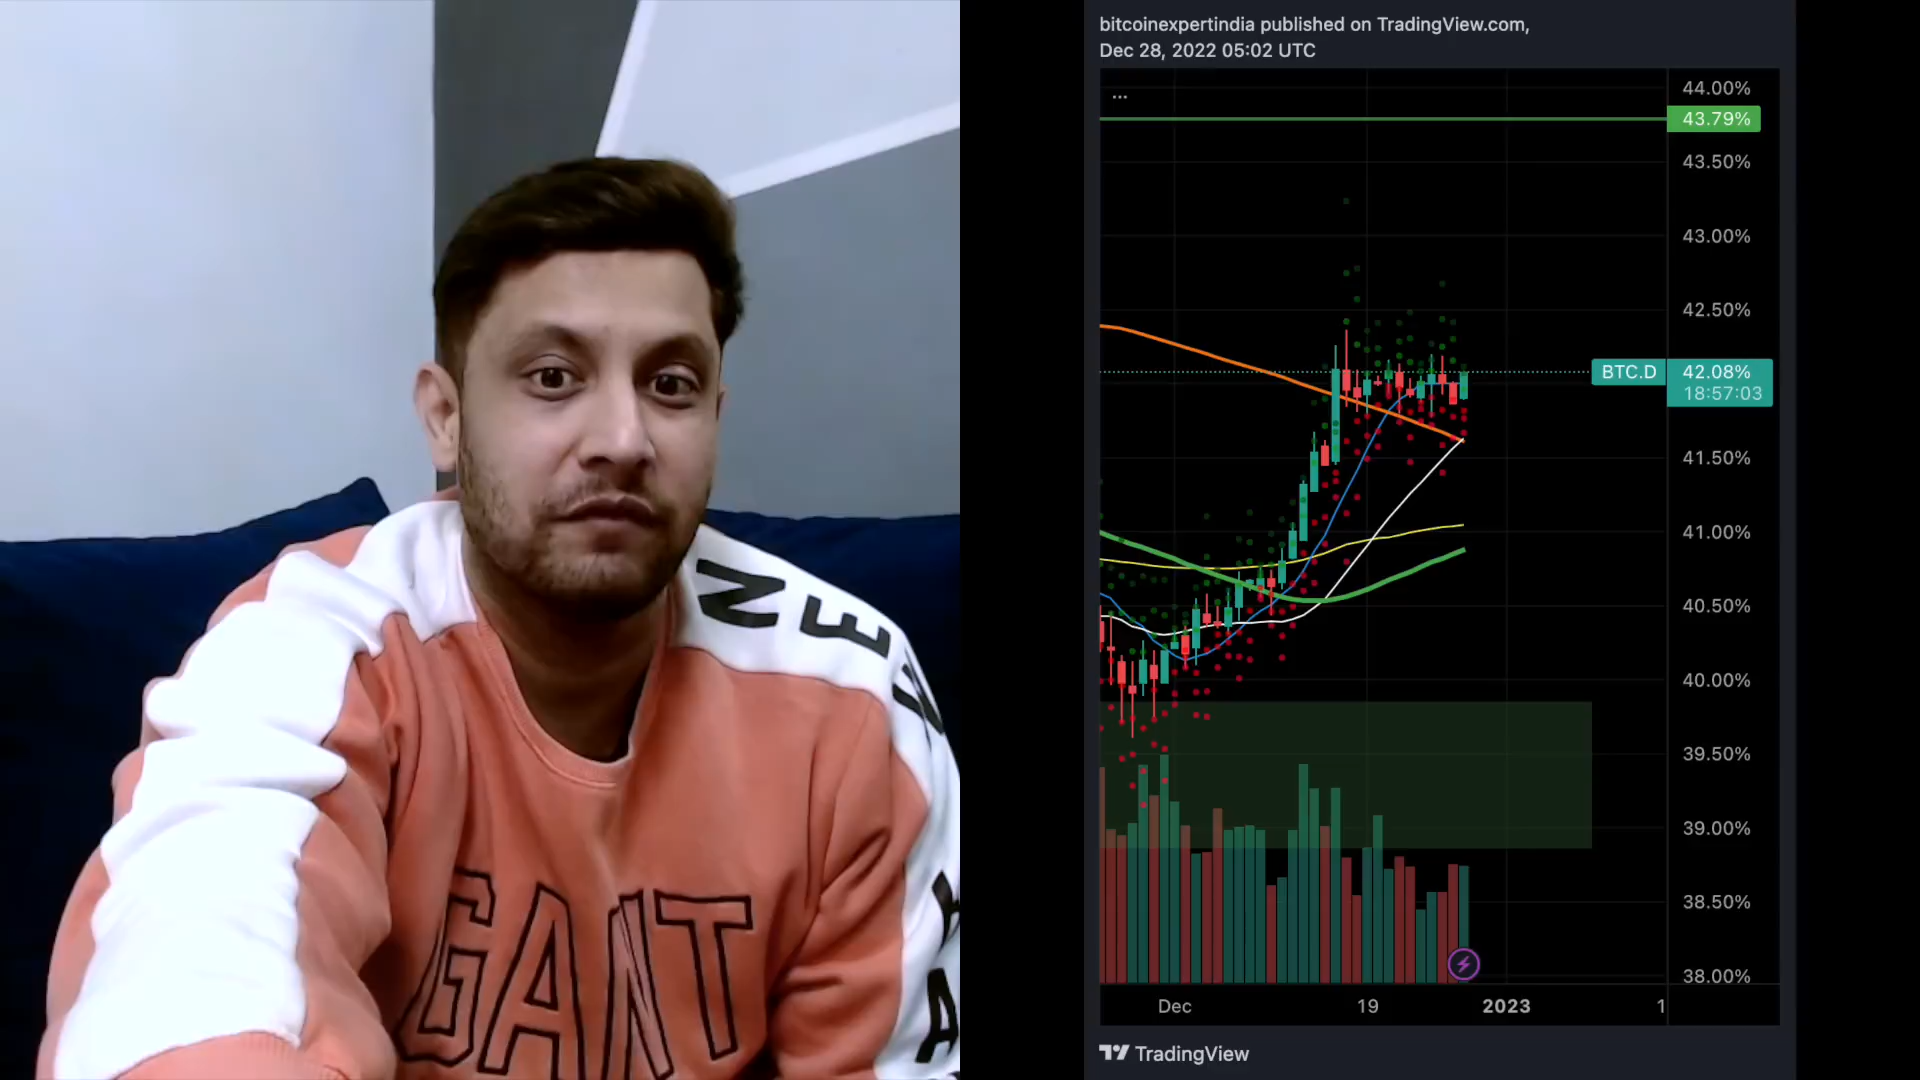 bitcoinexpertindia published on TradingView.com,
Dec 28, 2022 05:02 UTC
...
44.00%
43.79%
43.50%
43.00%
42.50%
BTC.D 42.08%
18:57:03
41.50%
41.00%
40.50%
40.00%
39.50%
39.00%
38.50%
38.00%
Dec 19 2023 1
TradingView
N E
GANT
A